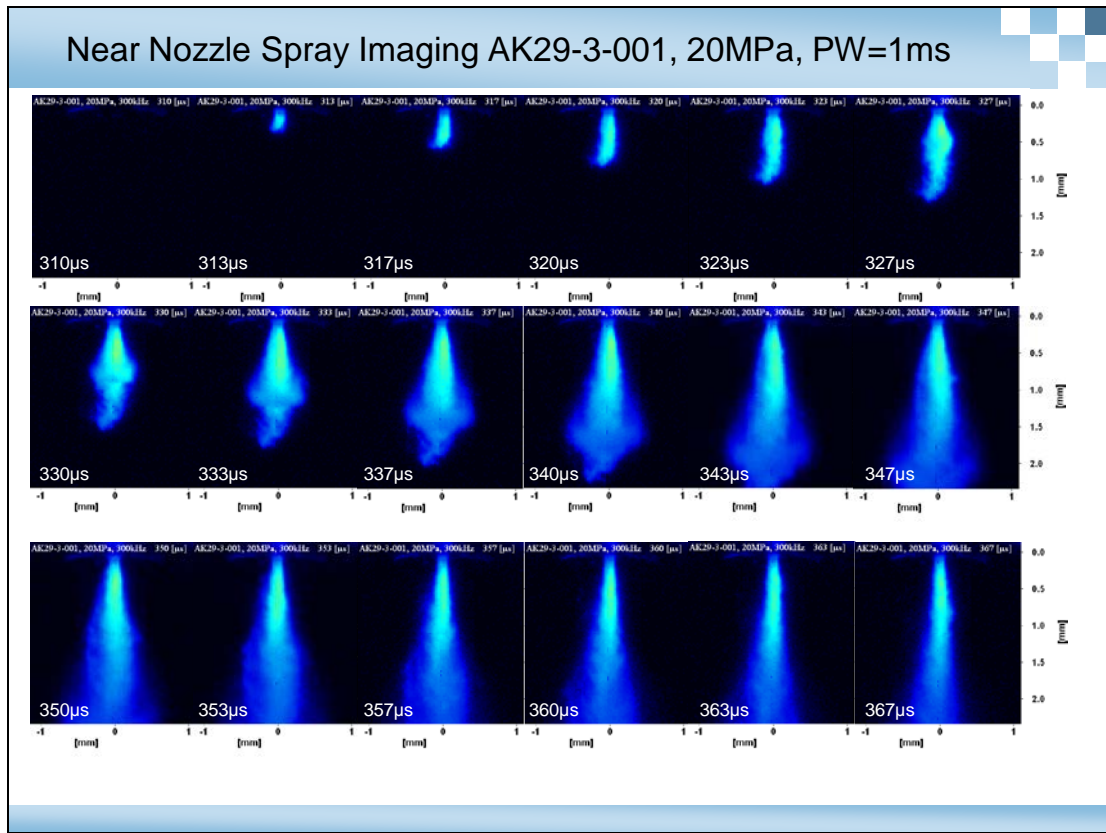 Near Nozzle Spray Imaging AK29-3-001, 20MPa, PW=1ms
AK29-3-001, 20MPa, 300kHz 310 [µs] AK29-3-001, 20MPa, 300kHz 313 [µs] AK29-3-001, 20MPa, 300kHz 317 [µs] AK29-3-001, 20MPa, 300kHz 320 [µs] AK29-3-001, 20MPa, 300kHz 323 [µs] AK29-3-001, 20MPa, 300kHz 327 [µs]
0.0
0.5
1.0
[mm]
1.5
2.0
310µs 313µs 317µs 320µs 323µs 327µs
-1 0 1 -1 0 1 -1 0 1 -1 0 1 -1 0 1 -1 0 1
[mm] [mm] [mm] [mm] [mm] [mm]
AK29-3-001, 20MPa, 300kHz 330 [µs] AK29-3-001, 20MPa, 300kHz 333 [µs] AK29-3-001, 20MPa, 300kHz 337 [µs] AK29-3-001, 20MPa, 300kHz 340 [µs] AK29-3-001, 20MPa, 300kHz 343 [µs] AK29-3-001, 20MPa, 300kHz 347 [µs]
0.0
0.5
1.0
[mm]
1.5
2.0
330µs 333µs 337µs 340µs 343µs 347µs
-1 0 1 -1 0 1 -1 0 1 -1 0 1 -1 0 1 -1 0 1
[mm] [mm] [mm] [mm] [mm] [mm]
AK29-3-001, 20MPa, 300kHz 350 [µs] AK29-3-001, 20MPa, 300kHz 353 [µs] AK29-3-001, 20MPa, 300kHz 357 [µs] AK29-3-001, 20MPa, 300kHz 360 [µs] AK29-3-001, 20MPa, 300kHz 363 [µs] AK29-3-001, 20MPa, 300kHz 367 [µs]
0.0
0.5
1.0
[mm]
1.5
2.0
350µs 353µs 357µs 360µs 363µs 367µs
-1 0 1 -1 0 1 -1 0 1 -1 0 1 -1 0 1 -1 0 1
[mm] [mm] [mm] [mm] [mm] [mm]